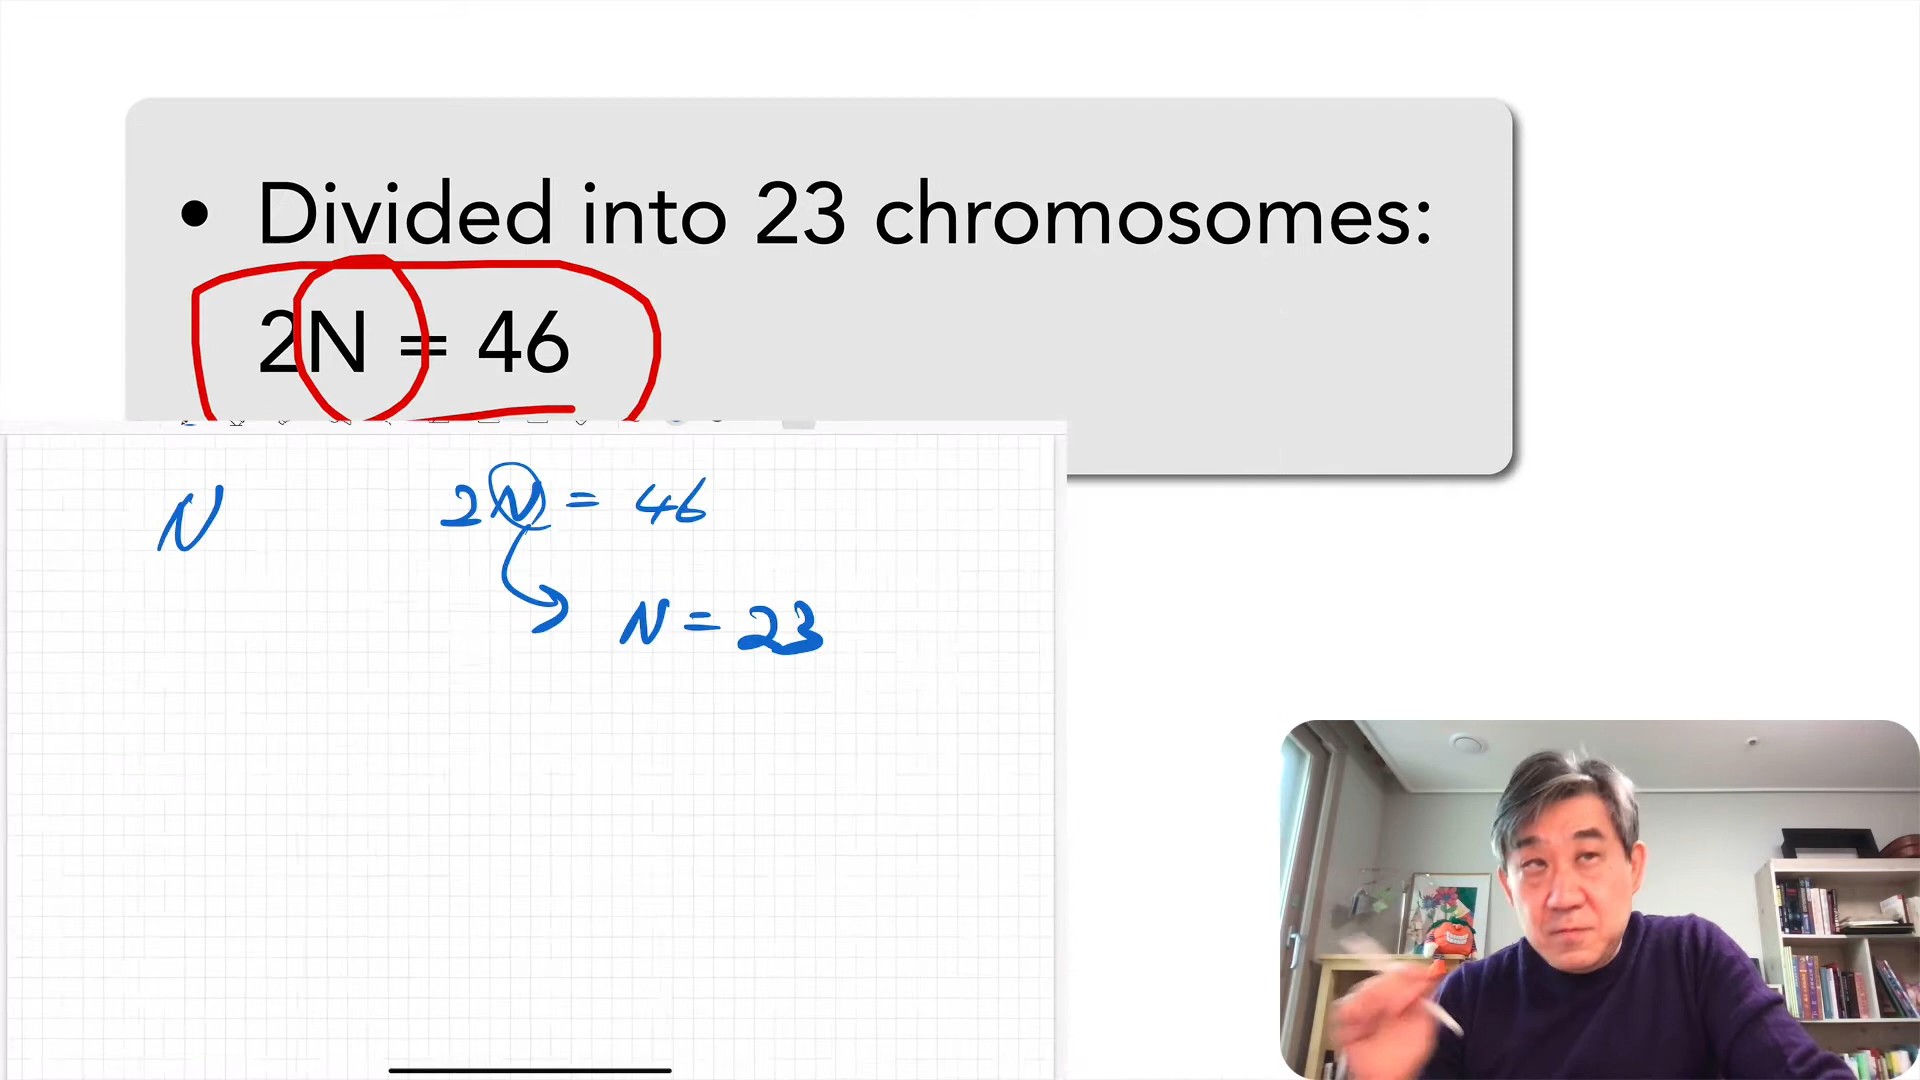 • Divided into 23 chromosomes:
2N = 46
N 2N = 46
N = 23